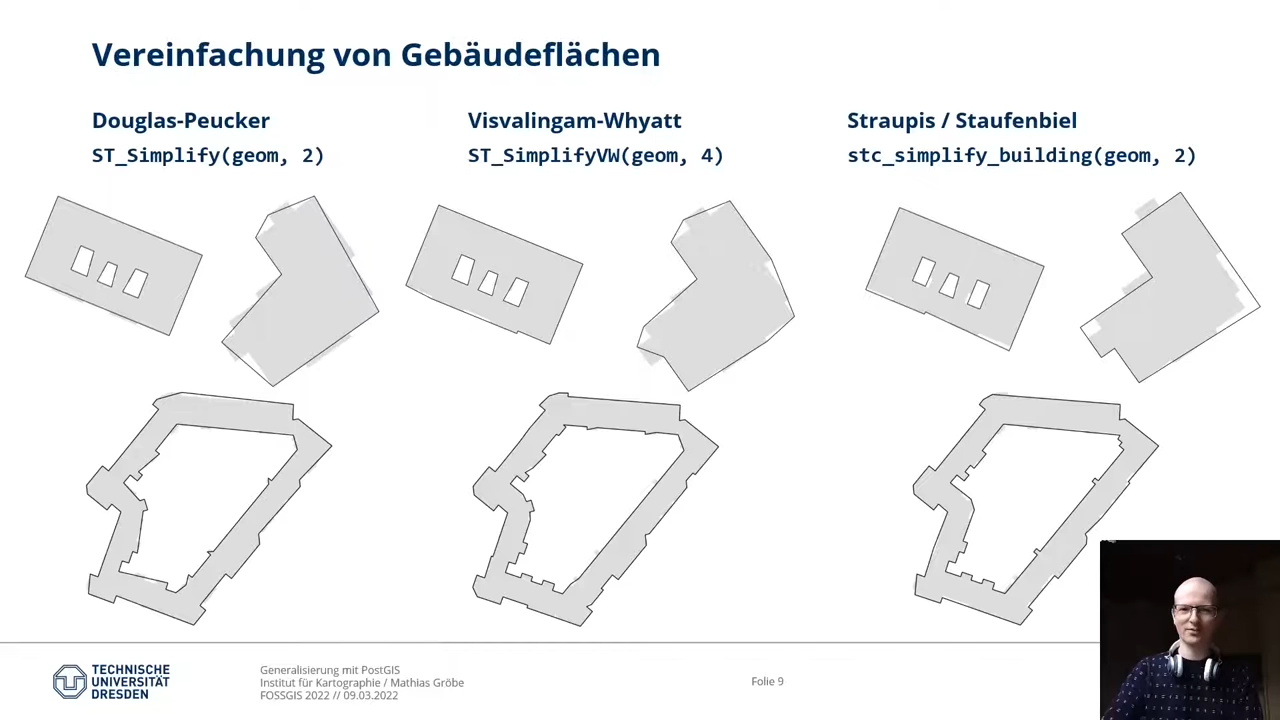 Vereinfachung von Gebäudeflächen
Douglas-Peucker
ST_Simplify(geom, 2)
Visvalingam-Whyatt
ST_SimplifyVW(geom, 4)
Straupis / Staufenbiel
stc_simplify_building(geom, 2)
TECHNISCHE
UNIVERSITÄT
DRESDEN
Generalisierung mit PostGIS
Institut für Kartographie / Mathias Gröbe
FOSSGIS 2022 // 09.03.2022
Folie 9